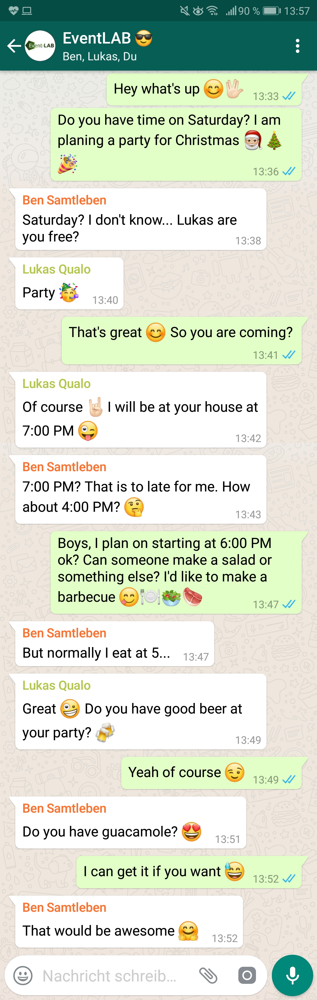 90 % 13:57
Event-LAB
EventLAB 😎
Ben, Lukas, Du
Hey what's up 😊🖖🏻 13:33
Do you have time on Saturday? I am
planing a party for Christmas 🎅🏼🎄
🎉 13:36
Ben Samtleben
Saturday? I don't know... Lukas are
you free? 13:38
Lukas Qualo
Party 🥳 13:40
That's great 😊 So you are coming?
13:41
Lukas Qualo
Of course 🤘🏻 I will be at your house at
7:00 PM 😜 13:42
Ben Samtleben
7:00 PM? That is to late for me. How
about 4:00 PM? 🤔 13:43
Boys, I plan on starting at 6:00 PM
ok? Can someone make a salad or
something else? I'd like to make a
barbecue 😋🍽️🥗🥩 13:47
Ben Samtleben
But normally I eat at 5... 13:47
Lukas Qualo
Great 🤪 Do you have good beer at
your party? 🍻 13:49
Yeah of course 😉 13:49
Ben Samtleben
Do you have guacamole? 😍 13:51
I can get it if you want 😅 13:52
Ben Samtleben
That would be awesome 🤗 13:52
Nachricht schreib...